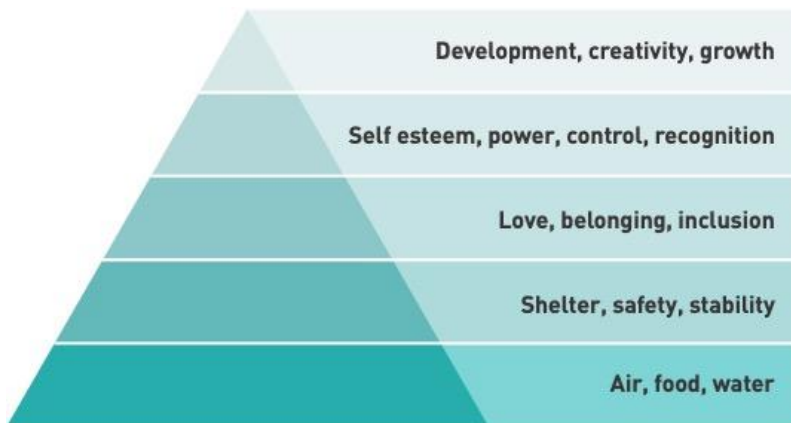 Development, creativity, growth
Self esteem, power, control, recognition
Love, belonging, inclusion
Shelter, safety, stability
Air, food, water